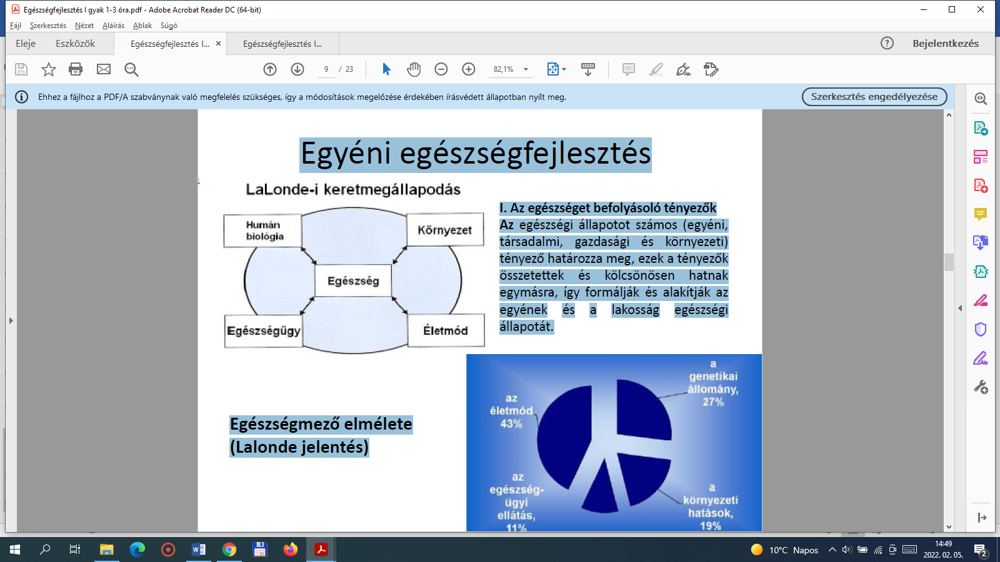 Egészségfejlesztés I gyak 1-3 óra.pdf - Adobe Acrobat Reader DC (64-bit)
Fájl Szerkesztés Nézet Aláírás Ablak Súgó
Eleje Eszközök Egészségfejlesztés I... × Egészségfejlesztés I... Bejelentkezés
9 / 23 82,1%
Ehhez a fájlhoz a PDF/A szabványnak való megfelelés szükséges, így a módosítások megelőzése érdekében írásvédett állapotban nyílt meg.
Szerkesztés engedélyezése
Egyéni egészségfejlesztés
LaLonde-i keretmegállapodás
Humán
biológia
Környezet
Egészség
Egészségügy
Életmód
I. Az egészséget befolyásoló tényezők
Az egészségi állapotot számos (egyéni,
társadalmi, gazdasági és környezeti)
tényező határozza meg, ezek a tényezők
összetettek és kölcsönösen hatnak
egymásra, így formálják és alakítják az
egyének és a lakosság egészségi
állapotát.
Egészségmező elmélete
(Lalonde jelentés)
a
genetikai
állomány,
27%
az
életmód
43%
az
egészség-
ügyi
ellátás,
11%
a
környezeti
hatások,
19%
10°C Napos
14:49
2022. 02. 05.
2